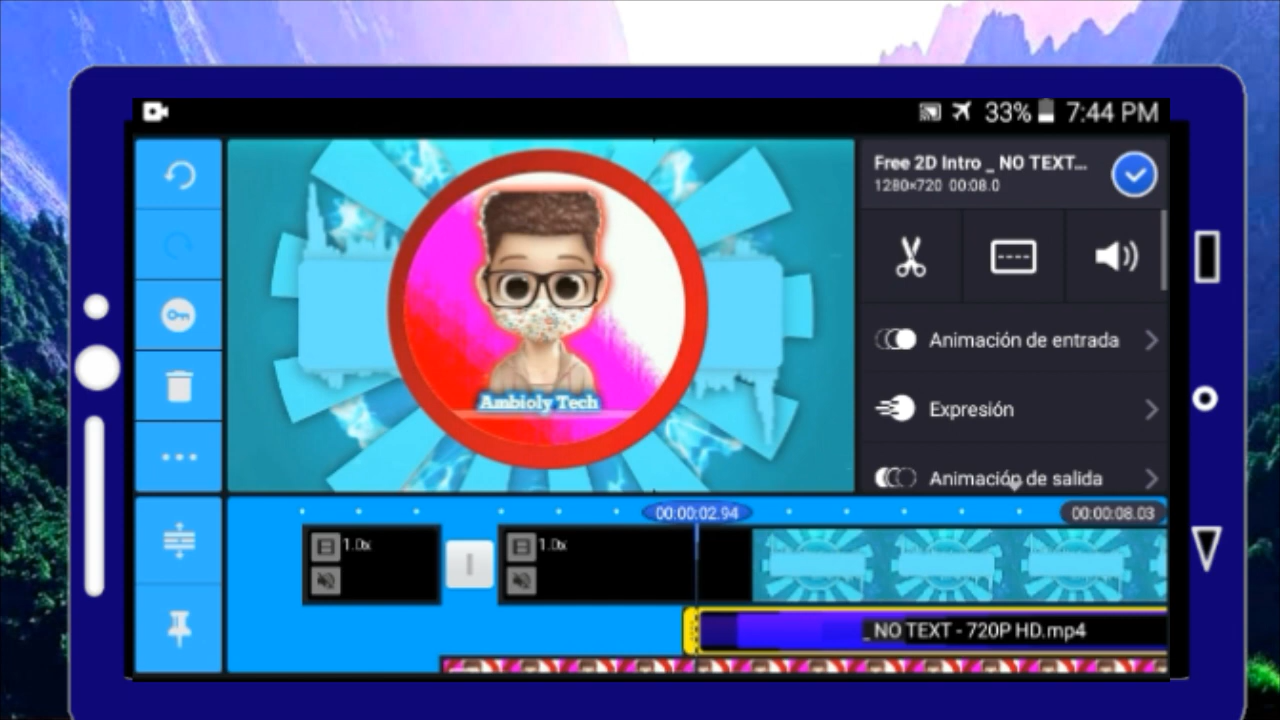 33% 7:44 PM
Free 2D Intro _ NO TEXT...
1280×720 00:08.0
Animación de entrada
Expresión
Animación de salida
Ambioly Tech
00:00:02.94
00:00:08.03
1.0x
1.0x
_NO TEXT - 720P HD.mp4